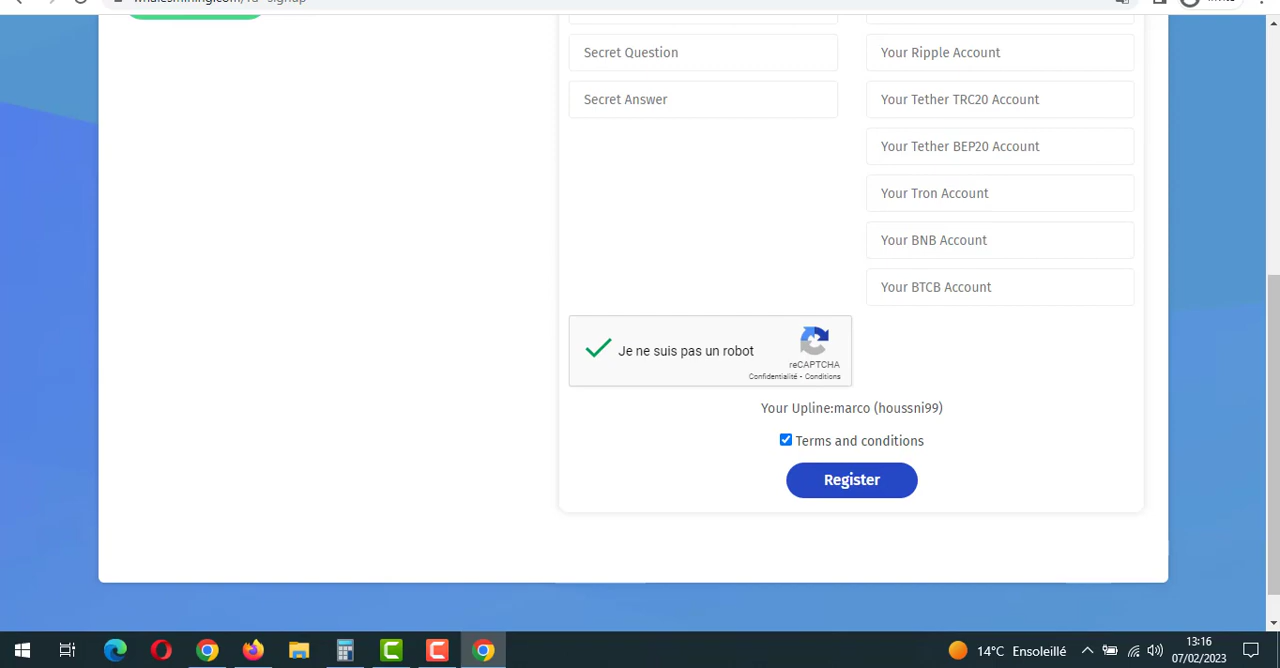 Secret Question
Your Ripple Account
Secret Answer
Your Tether TRC20 Account
Your Tether BEP20 Account
Your Tron Account
Your BNB Account
Your BTCB Account
Je ne suis pas un robot
reCAPTCHA
Confidentialité - Conditions
Your Upline:marco (houssni99)
Terms and conditions
Register
14°C Ensoleillé
13:16
07/02/2023